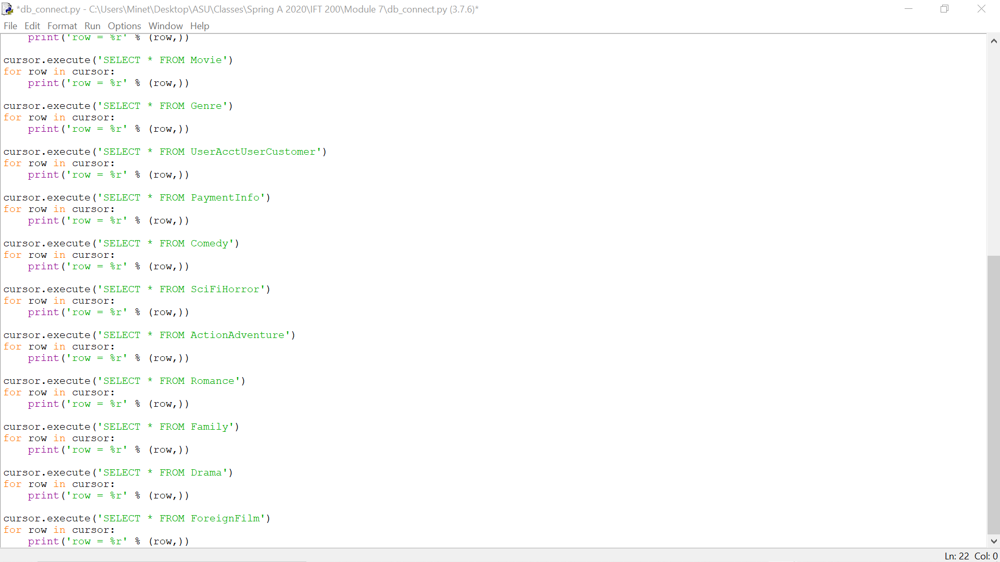 *db_connect.py - C:\Users\Minet\Desktop\ASU\Classes\Spring A 2020\IFT 200\Module 7\db_connect.py (3.7.6)*
File Edit Format Run Options Window Help
    print('row = %r' % (row,))

cursor.execute('SELECT * FROM Movie')
for row in cursor:
    print('row = %r' % (row,))

cursor.execute('SELECT * FROM Genre')
for row in cursor:
    print('row = %r' % (row,))

cursor.execute('SELECT * FROM UserAcctUserCustomer')
for row in cursor:
    print('row = %r' % (row,))

cursor.execute('SELECT * FROM PaymentInfo')
for row in cursor:
    print('row = %r' % (row,))

cursor.execute('SELECT * FROM Comedy')
for row in cursor:
    print('row = %r' % (row,))

cursor.execute('SELECT * FROM SciFiHorror')
for row in cursor:
    print('row = %r' % (row,))

cursor.execute('SELECT * FROM ActionAdventure')
for row in cursor:
    print('row = %r' % (row,))

cursor.execute('SELECT * FROM Romance')
for row in cursor:
    print('row = %r' % (row,))

cursor.execute('SELECT * FROM Family')
for row in cursor:
    print('row = %r' % (row,))

cursor.execute('SELECT * FROM Drama')
for row in cursor:
    print('row = %r' % (row,))

cursor.execute('SELECT * FROM ForeignFilm')
for row in cursor:
    print('row = %r' % (row,))
Ln: 22 Col: 0